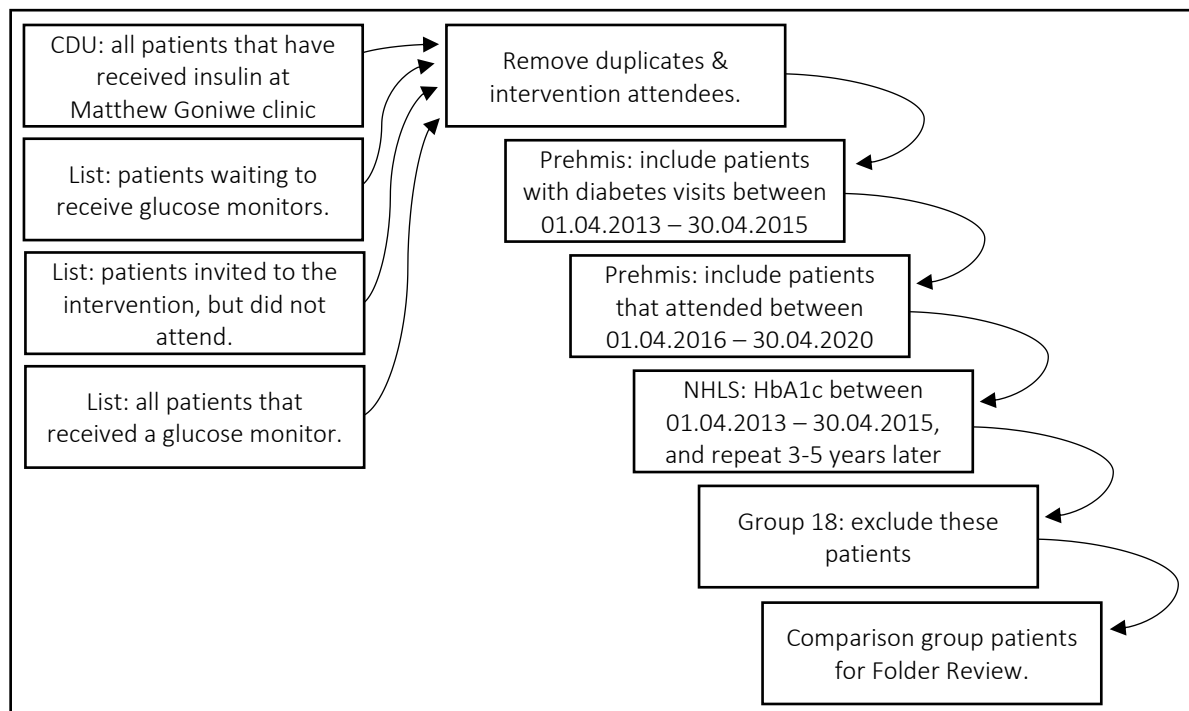 CDU: all patients that have
received insulin at
Matthew Goniwe clinic
List: patients waiting to
receive glucose monitors.
List: patients invited to the
intervention, but did not
attend.
List: all patients that
received a glucose monitor.
Remove duplicates &
intervention attendees.
Prehmis: include patients
with diabetes visits between
01.04.2013 – 30.04.2015
Prehmis: include patients
that attended between
01.04.2016 – 30.04.2020
NHLS: HbA1c between
01.04.2013 – 30.04.2015,
and repeat 3-5 years later
Group 18: exclude these
patients
Comparison group patients
for Folder Review.